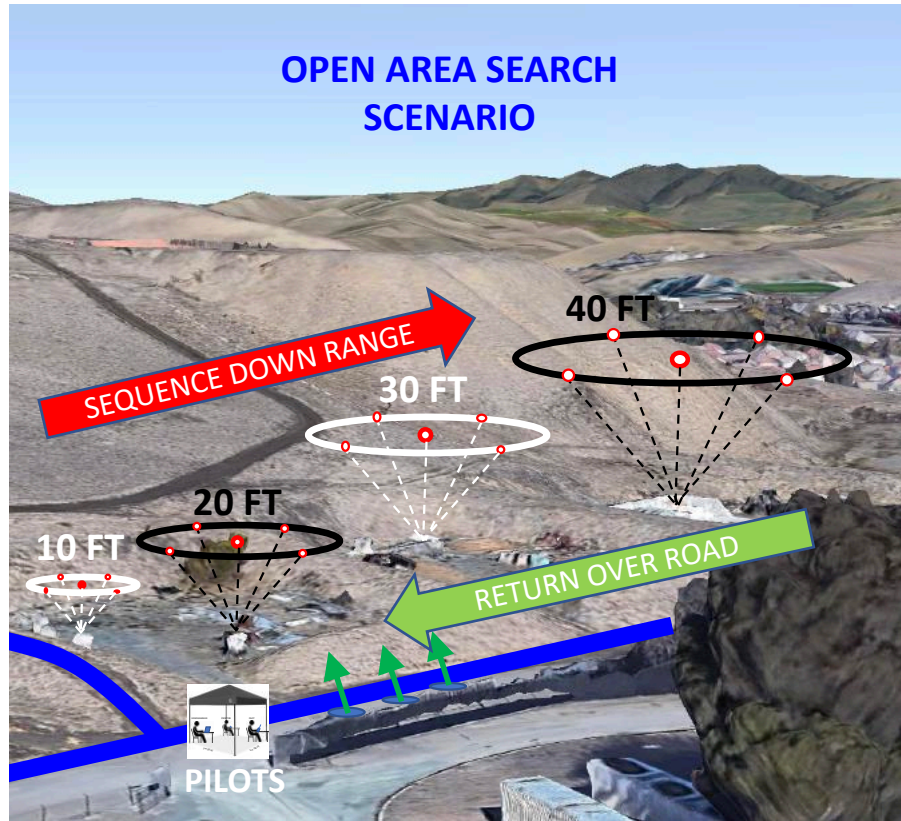 OPEN AREA SEARCH
SCENARIO
40 FT
SEQUENCE DOWN RANGE
30 FT
20 FT
10 FT
RETURN OVER ROAD
PILOTS